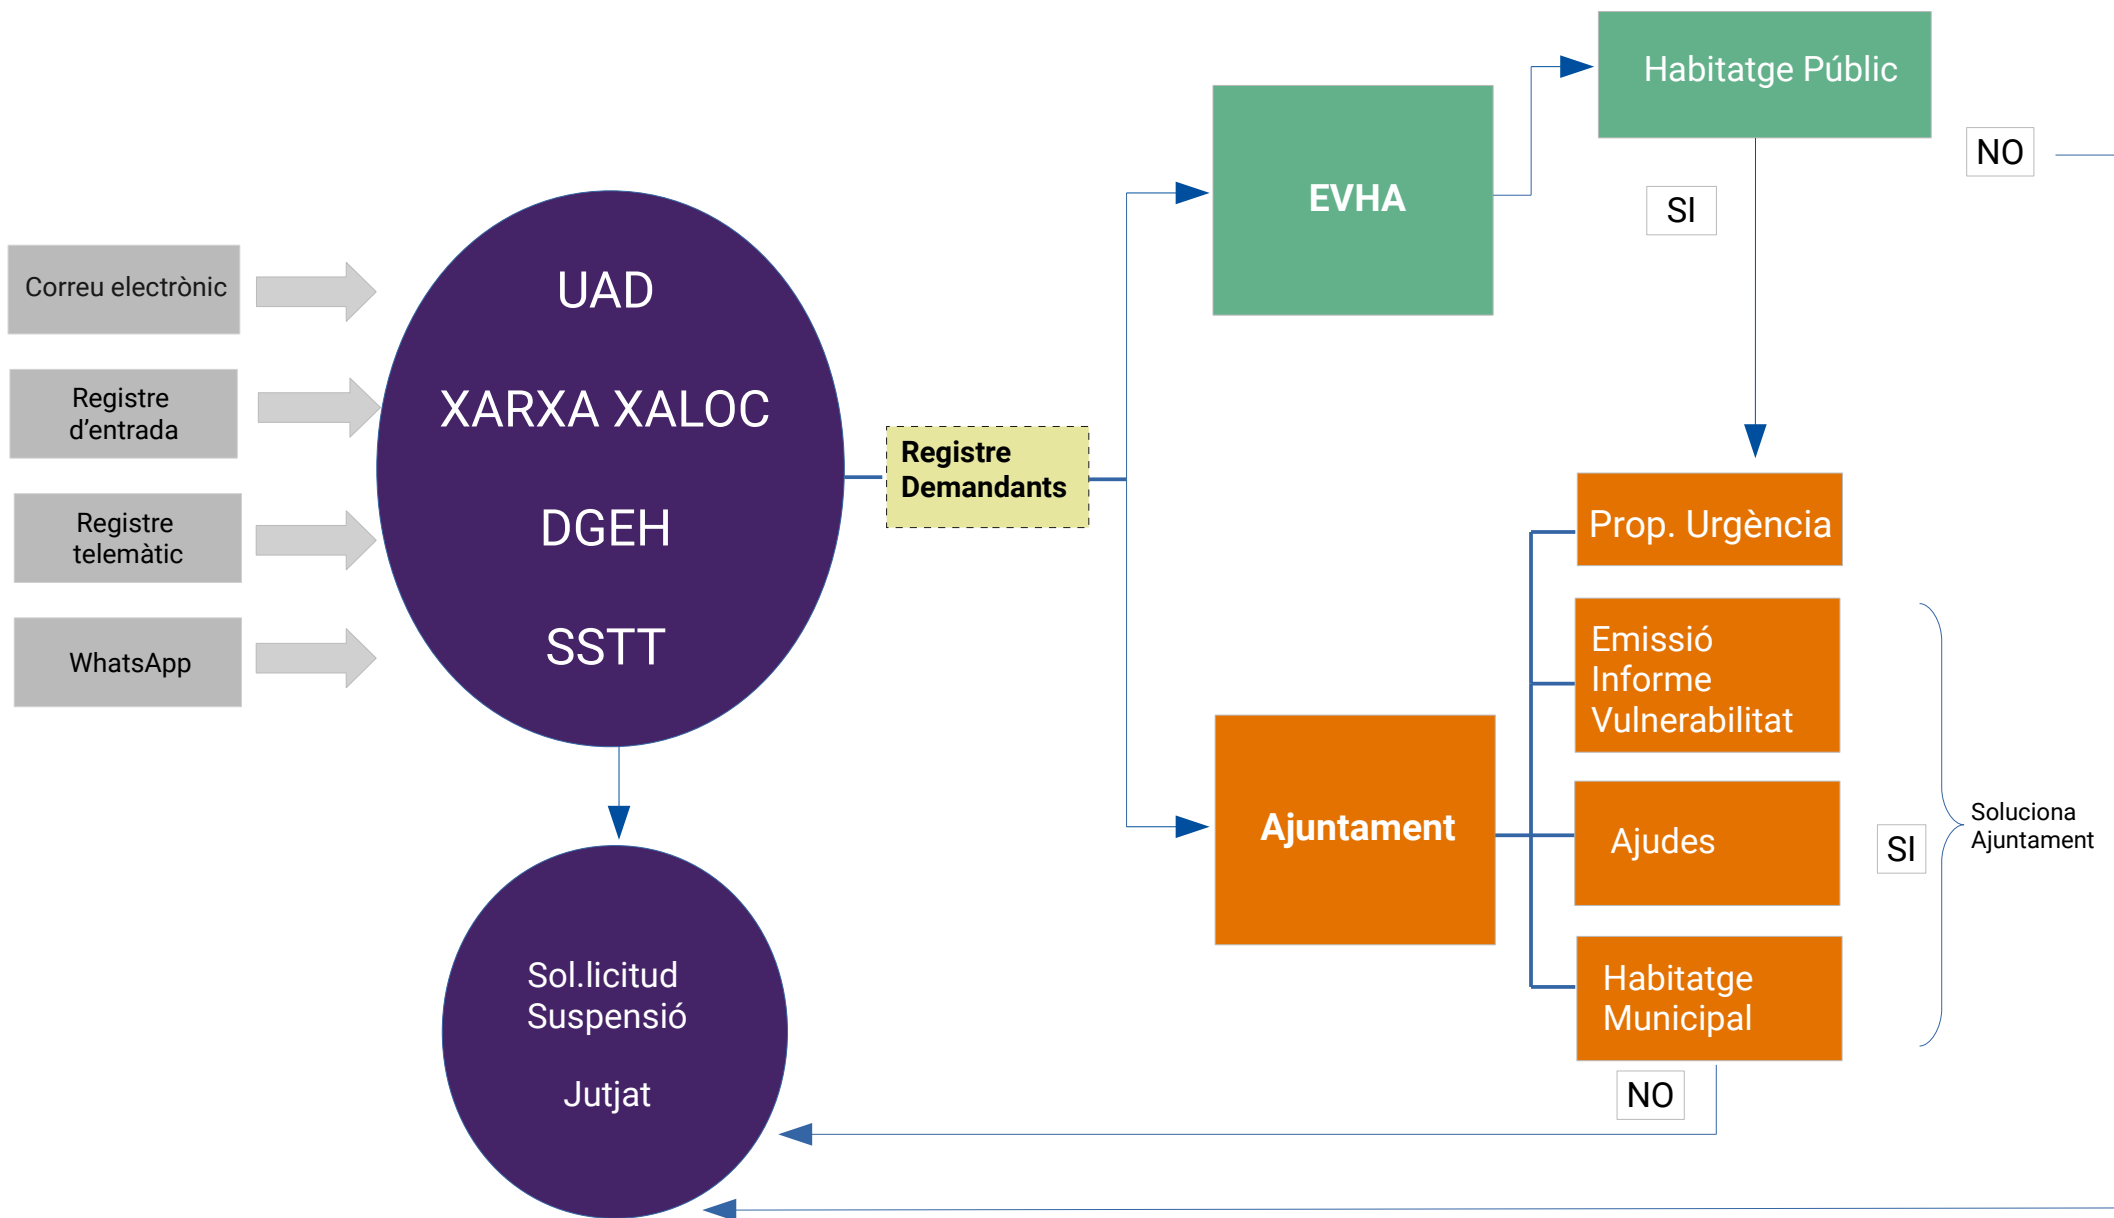 Habitatge Públic
NO
EVHA
SI
Correu electrònic
UAD
Registre
d'entrada
XARXA XALOC
Registre
Demandants
Registre
telemàtic
DGEH
Prop. Urgència
WhatsApp
SSTT
Emissió
Informe
Vulnerabilitat
Ajuntament
Ajudes
SI
Soluciona
Ajuntament
Sol.licitud
Suspensió
Jutjat
Habitatge
Municipal
NO